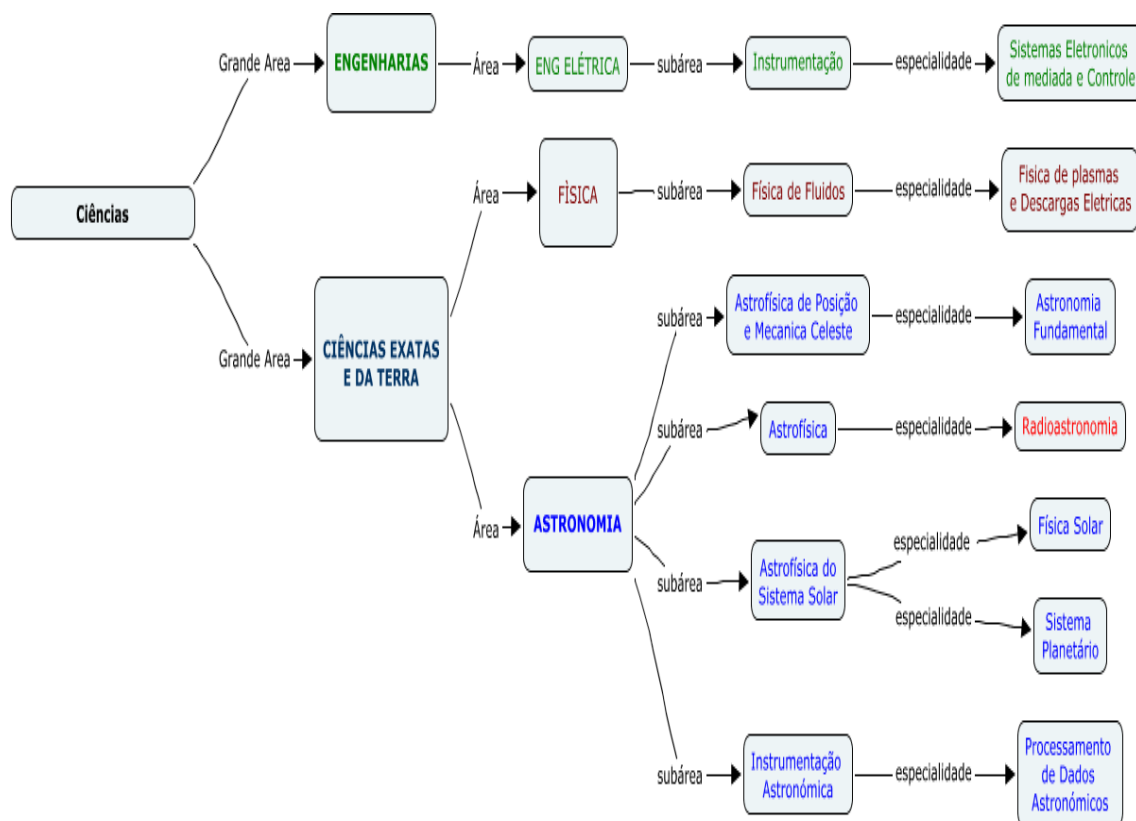 Grande Area
ENGENHARIAS
Área
ENG ELÉTRICA
subárea
Instrumentação
especialidade
Sistemas Eletronicos
de mediada e Controle
Ciências
Grande Area
CIÊNCIAS EXATAS
E DA TERRA
Área
FÌSICA
subárea
Física de Fluidos
especialidade
Fisica de plasmas
e Descargas Eletricas
Área
ASTRONOMIA
subárea
Astrofísica de Posição
e Mecanica Celeste
especialidade
Astronomia
Fundamental
subárea
Astrofísica
especialidade
Radioastronomia
subárea
Astrofísica do
Sistema Solar
especialidade
Física Solar
especialidade
Sistema
Planetário
subárea
Instrumentação
Astronómica
especialidade
Processamento
de Dados
Astronómicos